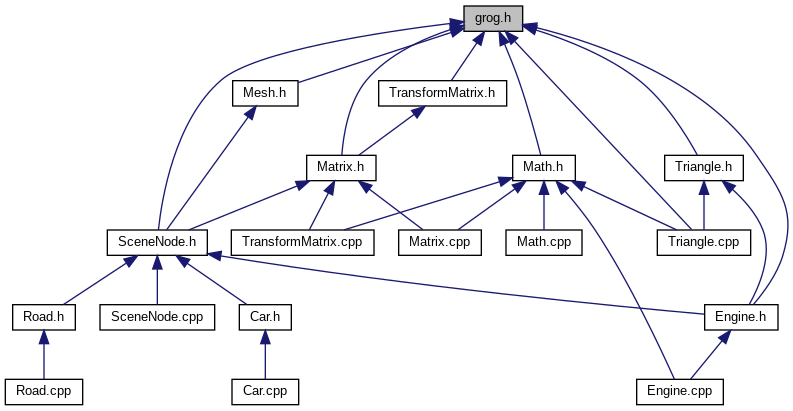 grog.h
Mesh.h
TransformMatrix.h
Matrix.h
Math.h
Triangle.h
SceneNode.h
TransformMatrix.cpp
Matrix.cpp
Math.cpp
Triangle.cpp
Road.h
SceneNode.cpp
Car.h
Engine.h
Road.cpp
Car.cpp
Engine.cpp